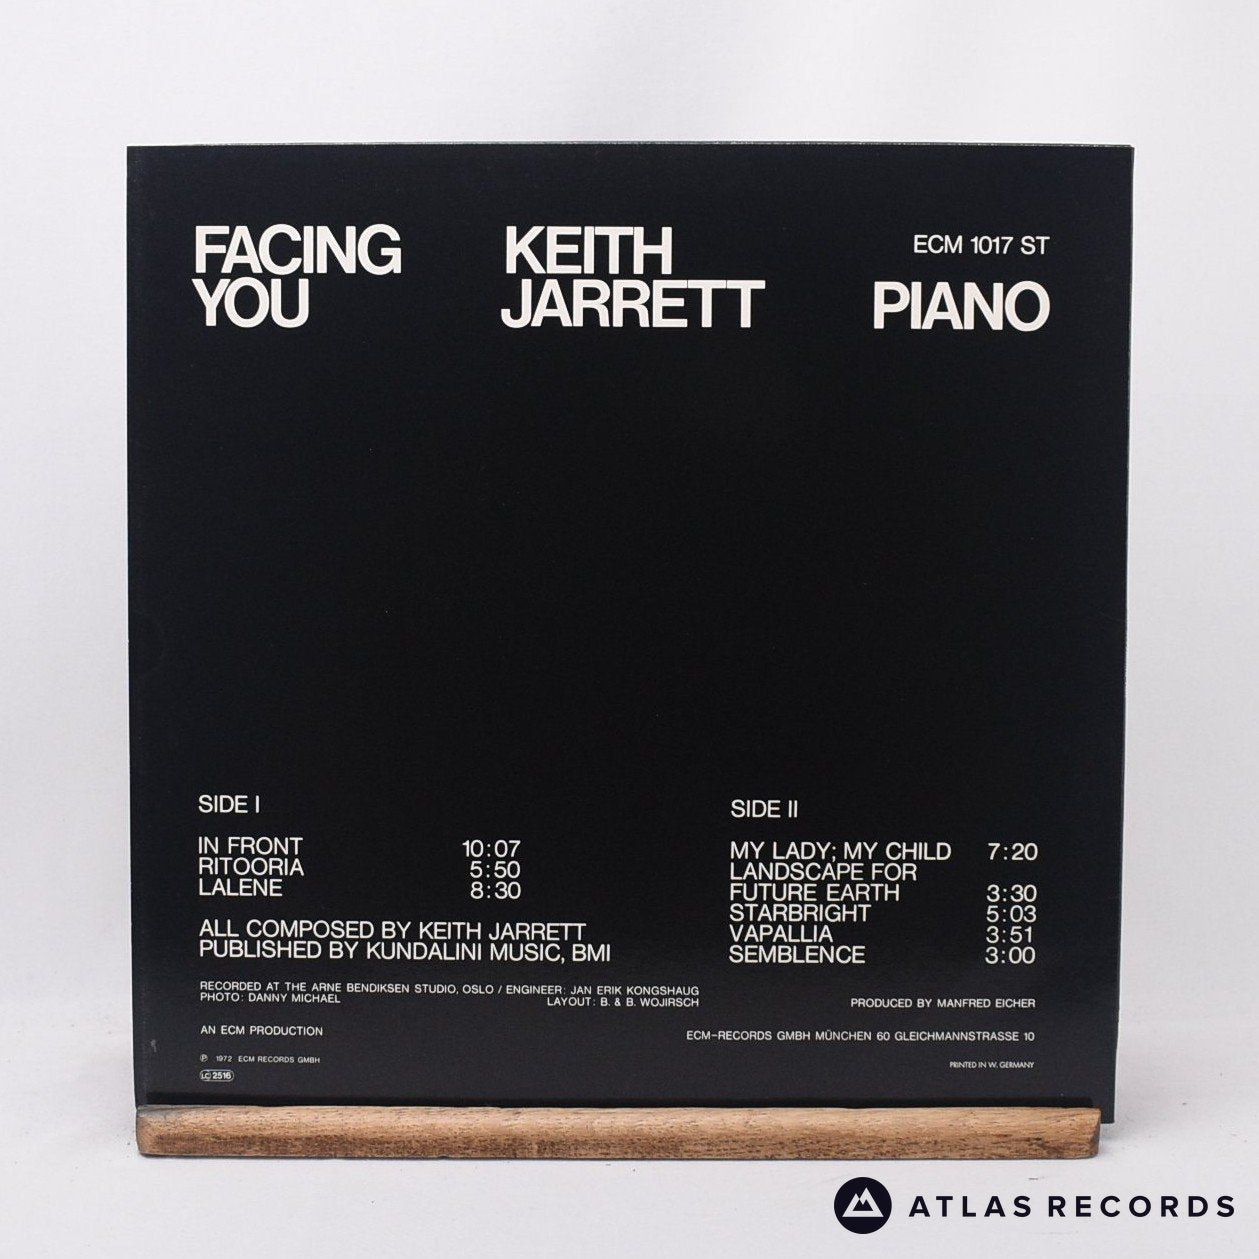 FACING
YOU
KEITH
JARRETT
ECM 1017 ST
PIANO
SIDE I
IN FRONT 10:07
RITOORIA 5:50
LALENE 8:30
ALL COMPOSED BY KEITH JARRETT
PUBLISHED BY KUNDALINI MUSIC, BMI
SIDE II
MY LADY; MY CHILD 7:20
LANDSCAPE FOR
FUTURE EARTH 3:30
STARBRIGHT 5:03
VAPALLIA 3:51
SEMBLENCE 3:00
RECORDED AT THE ARNE BENDIKSEN STUDIO, OSLO / ENGINEER: JAN ERIK KONGSHAUG
PHOTO: DANNY MICHAEL LAYOUT: B. & B. WOJIRSCH
PRODUCED BY MANFRED EICHER
AN ECM PRODUCTION
ECM-RECORDS GMBH MÜNCHEN 60 GLEICHMANNSTRASSE 10
℗ 1972 ECM RECORDS GMBH
PRINTED IN W. GERMANY
LC 2516
ATLAS RECORDS